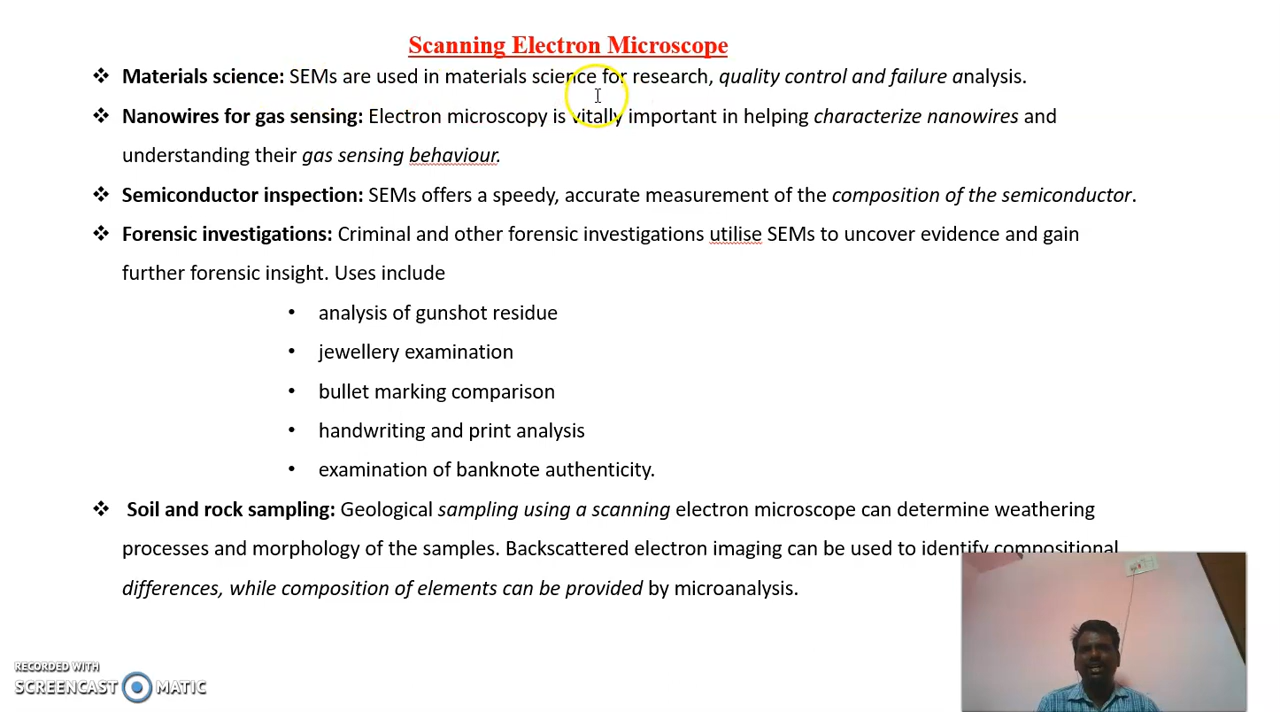 Scanning Electron Microscope
❖ Materials science: SEMs are used in materials science for research, quality control and failure analysis.
❖ Nanowires for gas sensing: Electron microscopy is vitally important in helping characterize nanowires and
understanding their gas sensing behaviour.
❖ Semiconductor inspection: SEMs offers a speedy, accurate measurement of the composition of the semiconductor.
❖ Forensic investigations: Criminal and other forensic investigations utilise SEMs to uncover evidence and gain
further forensic insight. Uses include
• analysis of gunshot residue
• jewellery examination
• bullet marking comparison
• handwriting and print analysis
• examination of banknote authenticity.
❖ Soil and rock sampling: Geological sampling using a scanning electron microscope can determine weathering
processes and morphology of the samples. Backscattered electron imaging can be used to identify compositional
differences, while composition of elements can be provided by microanalysis.
RECORDED WITH
SCREENCAST MATIC